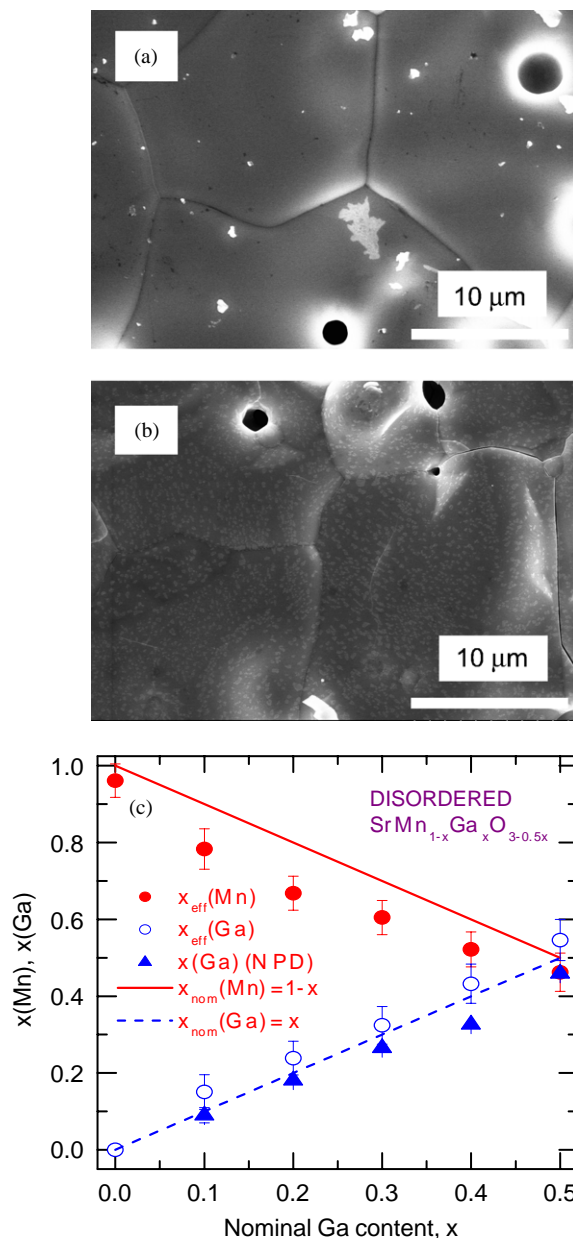 (a)
10 μm
(b)
10 μm
(c)
DISORDERED
SrMn1-xGaxO3-0.5x
xeff(Mn)
xeff(Ga)
x(Ga) (NPD)
xnom(Mn)=1-x
xnom(Ga)=x
x(Mn), x(Ga)
1.0
0.8
0.6
0.4
0.2
0.0
0.0 0.1 0.2 0.3 0.4 0.5
Nominal Ga content, x